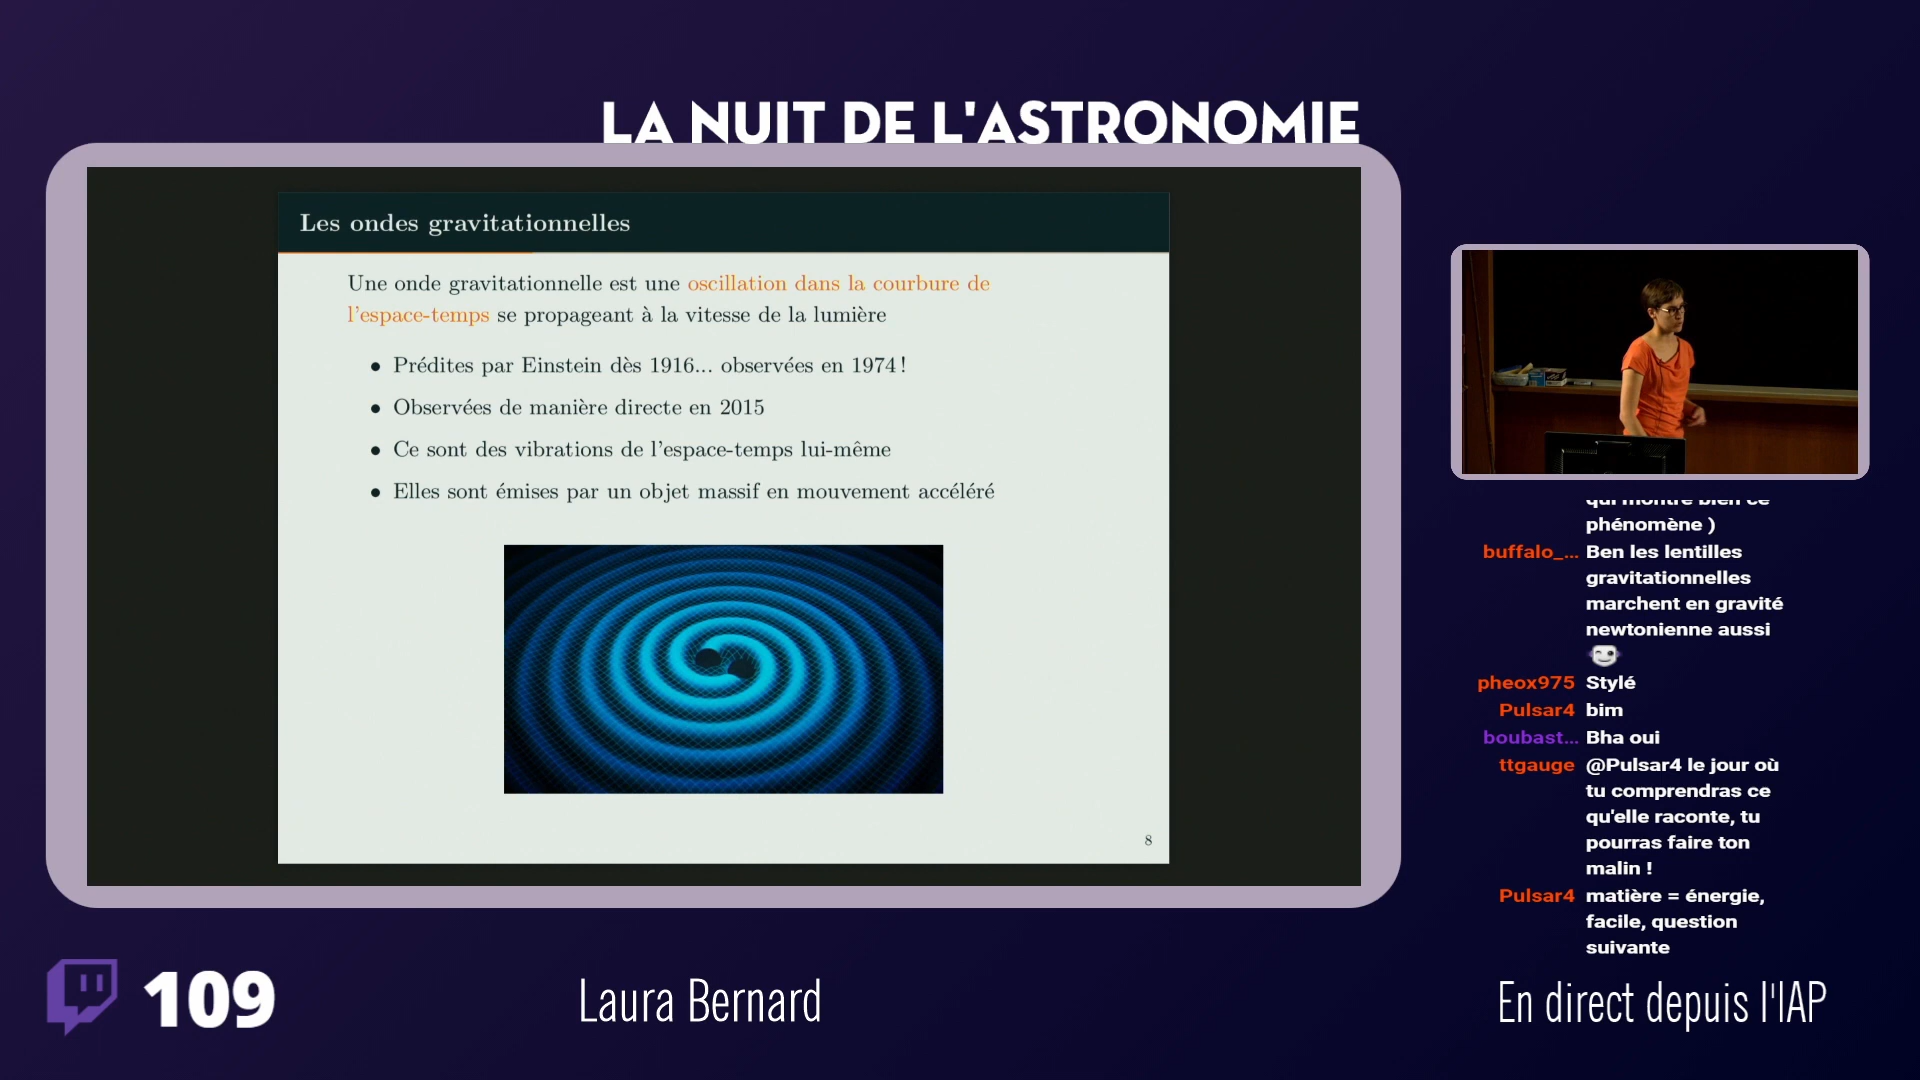 LA NUIT DE L'ASTRONOMIE
Les ondes gravitationnelles
Une onde gravitationnelle est une oscillation dans la courbure de
l'espace-temps se propageant à la vitesse de la lumière
• Prédites par Einstein dès 1916... observées en 1974 !
• Observées de manière directe en 2015
• Ce sont des vibrations de l'espace-temps lui-même
• Elles sont émises par un objet massif en mouvement accéléré
8
qui montre bien ce
phénomène )
buffalo_... Ben les lentilles
gravitationnelles
marchent en gravité
newtonienne aussi
pheox975 Stylé
Pulsar4 bim
boubast... Bha oui
ttgauge @Pulsar4 le jour où
tu comprendras ce
qu'elle raconte, tu
pourras faire ton
malin !
Pulsar4 matière = énergie,
facile, question
suivante
109
Laura Bernard
En direct depuis l'IAP